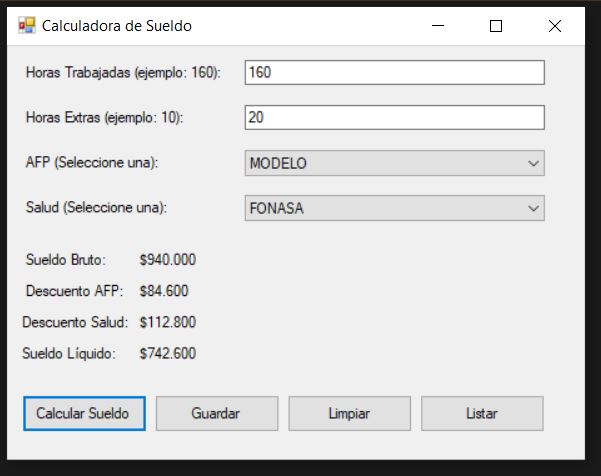 Calculadora de Sueldo
Horas Trabajadas (ejemplo: 160): 160
Horas Extras (ejemplo: 10): 20
AFP (Seleccione una): MODELO
Salud (Seleccione una): FONASA
Sueldo Bruto: $940.000
Descuento AFP: $84.600
Descuento Salud: $112.800
Sueldo Líquido: $742.600
Calcular Sueldo Guardar Limpiar Listar